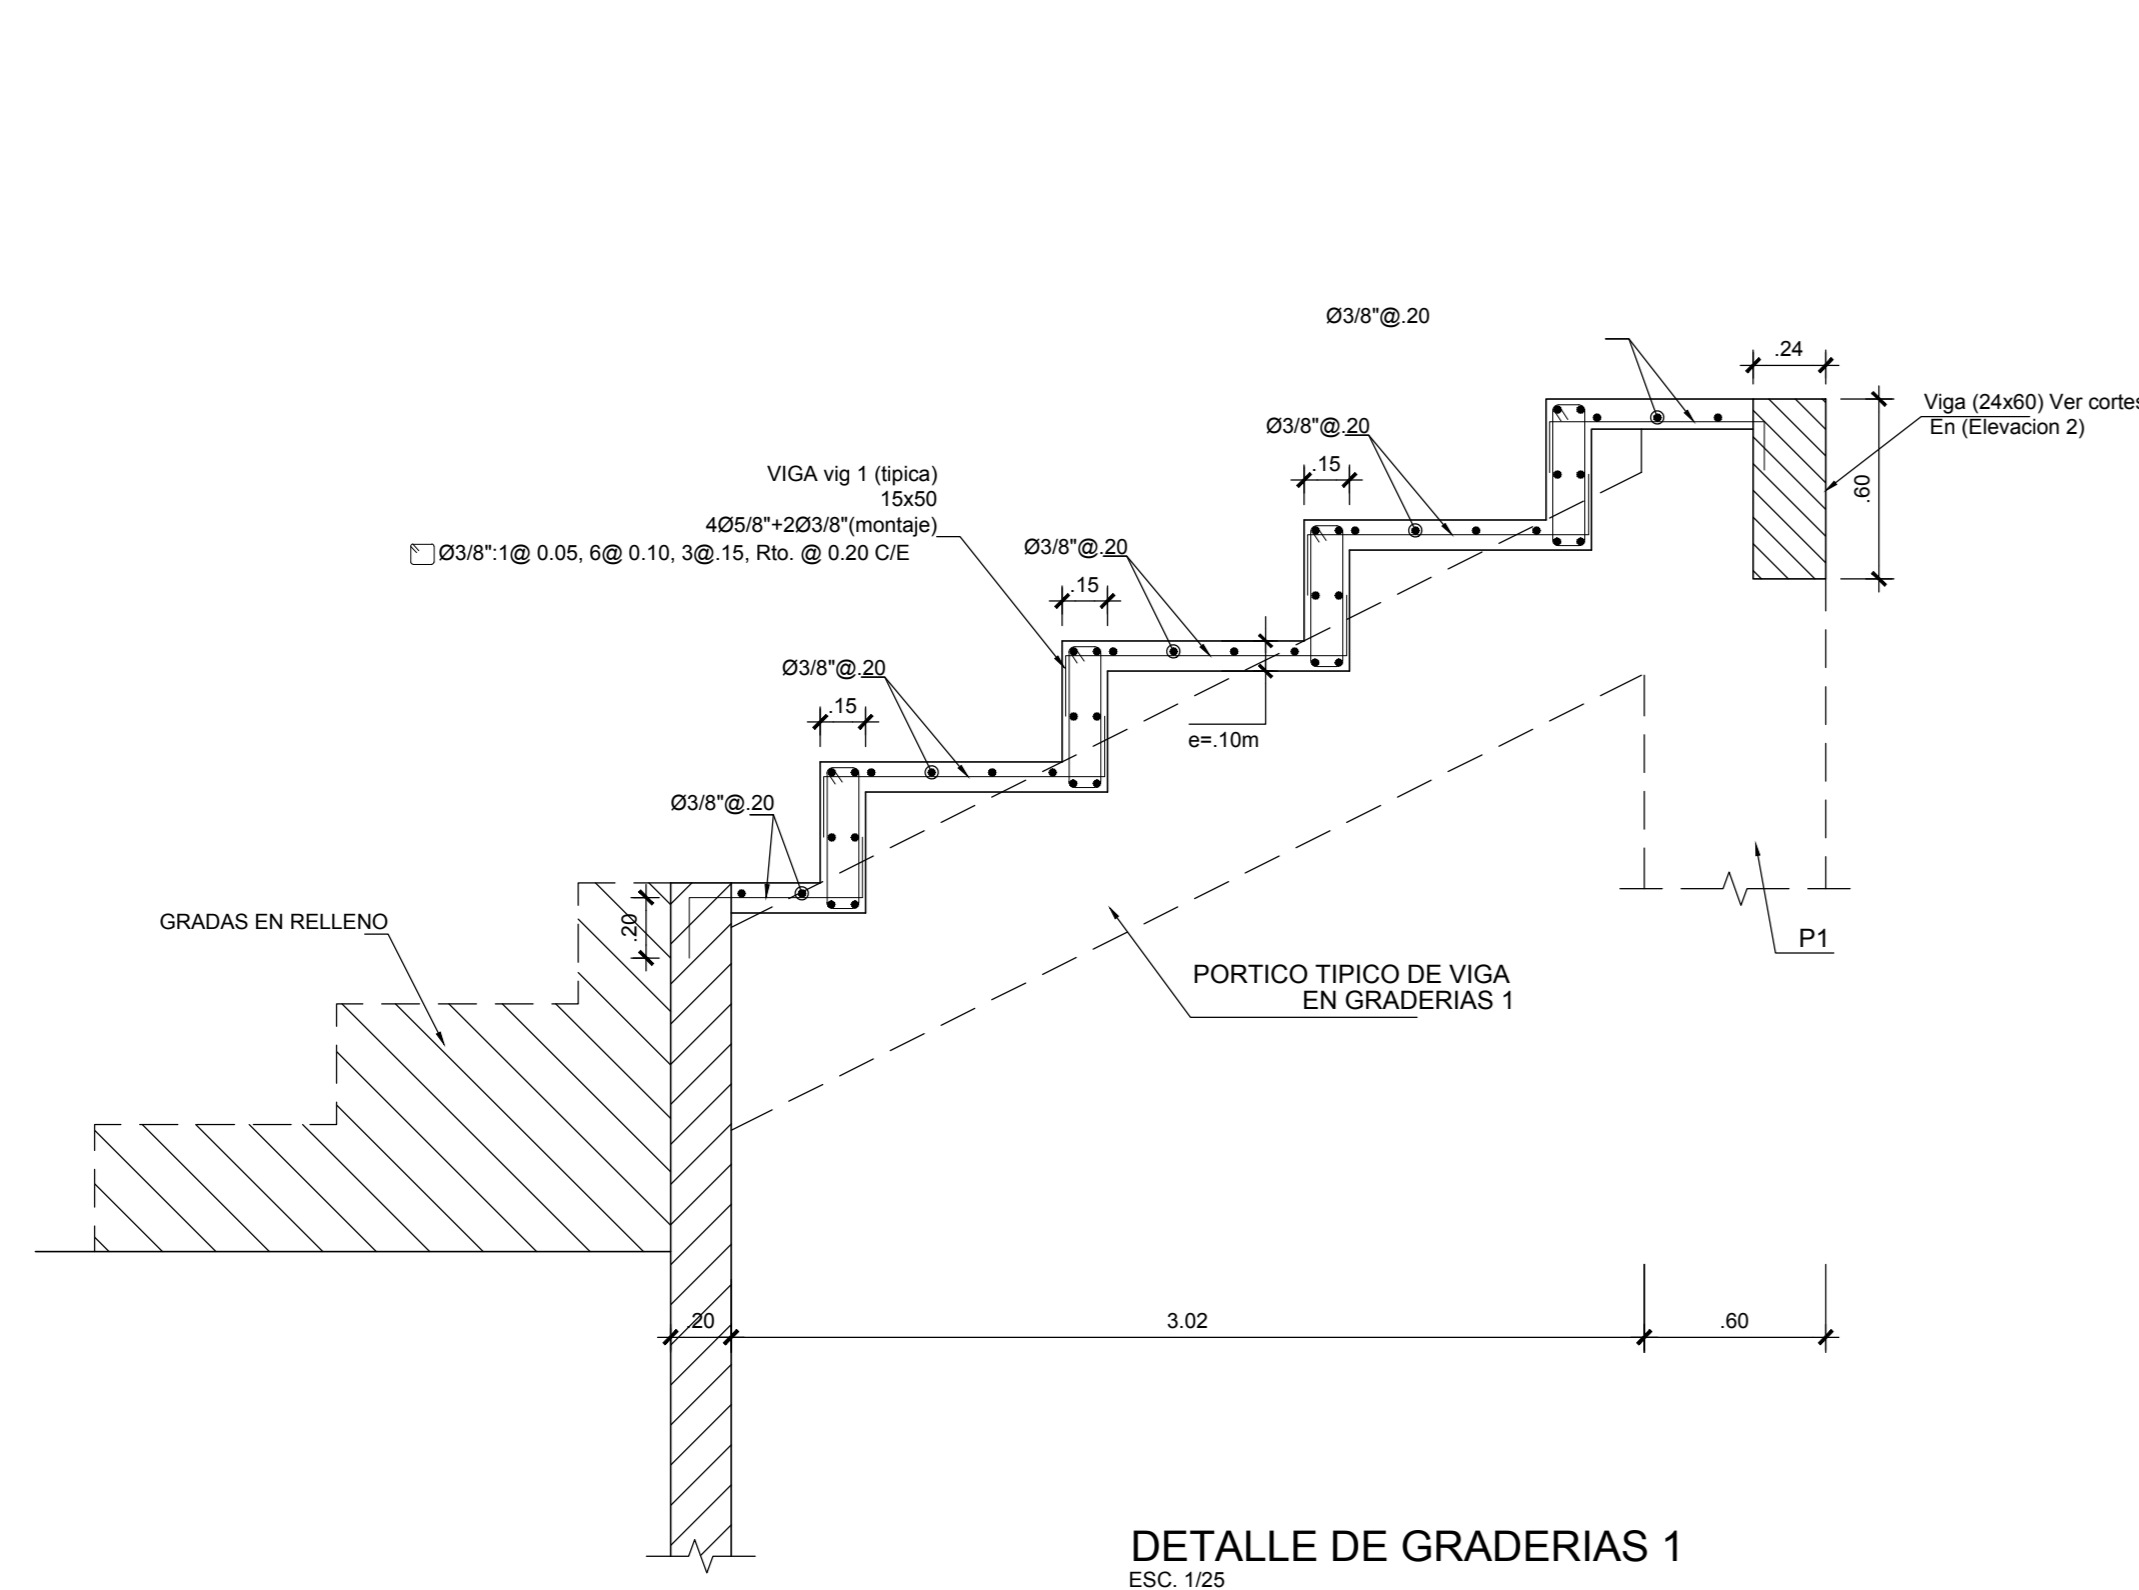 Ø3/8"@.20
.24
Viga (24x60) Ver cortes
En (Elevacion 2)
.60
Ø3/8"@.20
.15
VIGA vig 1 (tipica)
15x50
4Ø5/8"+2Ø3/8"(montaje)
Ø3/8":1@ 0.05, 6@ 0.10, 3@.15, Rto. @ 0.20 C/E
Ø3/8"@.20
.15
Ø3/8"@.20
.15
e=.10m
Ø3/8"@.20
.20
GRADAS EN RELLENO
P1
PORTICO TIPICO DE VIGA
EN GRADERIAS 1
.20
3.02
.60
DETALLE DE GRADERIAS 1
ESC. 1/25